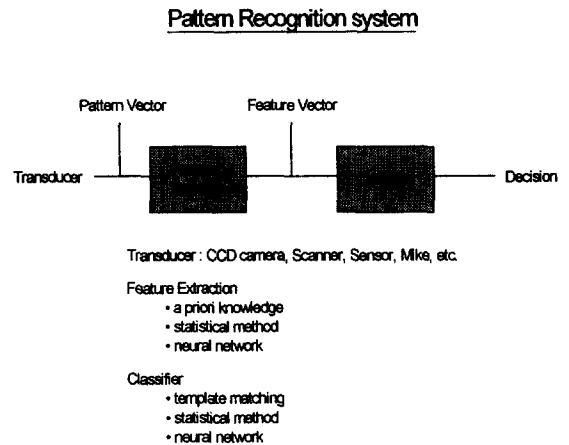 Pattern Recognition system
Pattern Vector
Feature Vector
Transducer
Decision
Transducer : CCD camera, Scanner, Sensor, Mike, etc.
Feature Extraction
• a priori knowledge
• statistical method
• neural network
Classifier
• template matching
• statistical method
• neural network